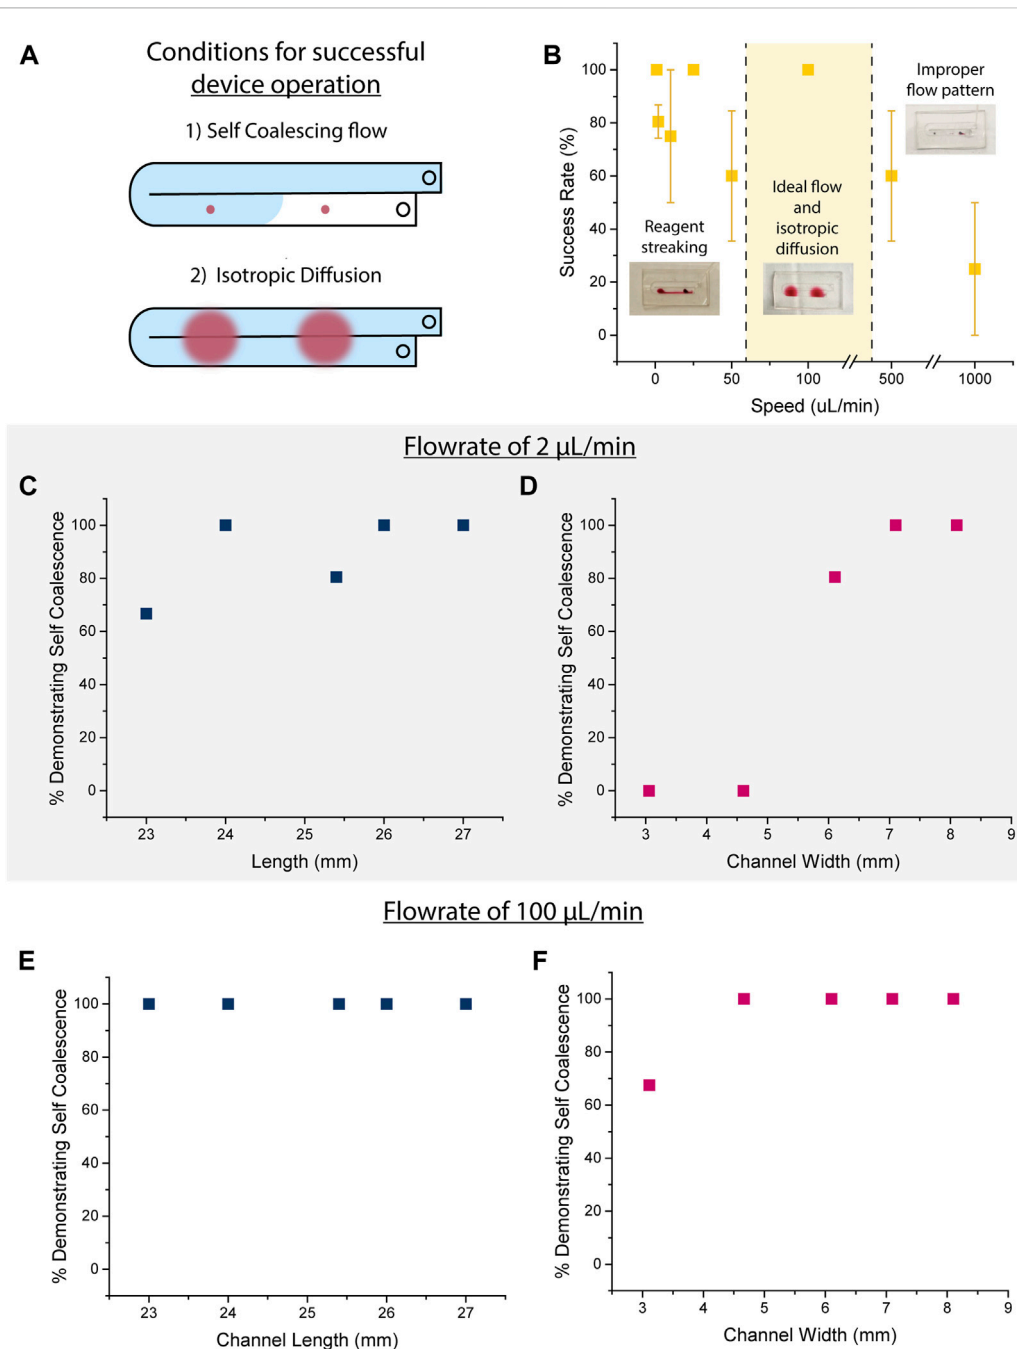 A
Conditions for successful
device operation
1) Self Coalescing flow
2) Isotropic Diffusion
B
Success Rate (%)
100
80
60
40
20
0
Reagent
streaking
Ideal flow
and
isotropic
diffusion
Improper
flow pattern
0 50 100 500 1000
Speed (uL/min)
Flowrate of 2 μL/min
C
% Demonstrating Self Coalescence
100
80
60
40
20
0
23 24 25 26 27
Length (mm)
D
% Demonstrating Self Coalescence
100
80
60
40
20
0
3 4 5 6 7 8 9
Channel Width (mm)
Flowrate of 100 μL/min
E
% Demonstrating Self Coalescence
100
80
60
40
20
0
23 24 25 26 27
Channel Length (mm)
F
% Demonstrating Self Coalescence
100
80
60
40
20
0
3 4 5 6 7 8 9
Channel Width (mm)